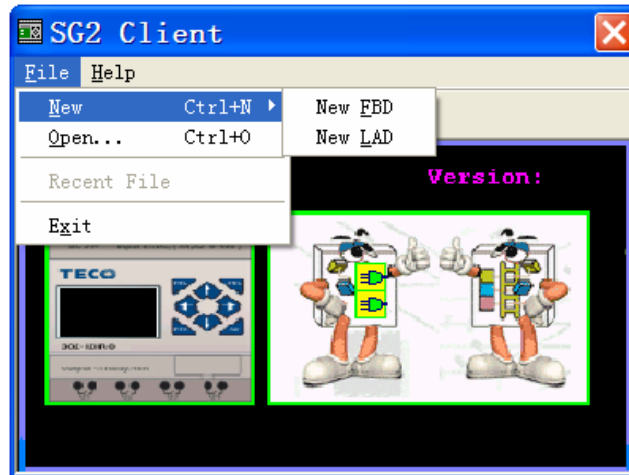 SG2 Client
File Help
New Ctrl+N
New FBD
Open... Ctrl+O
New LAD
Recent File
Exit
Version:
TECO